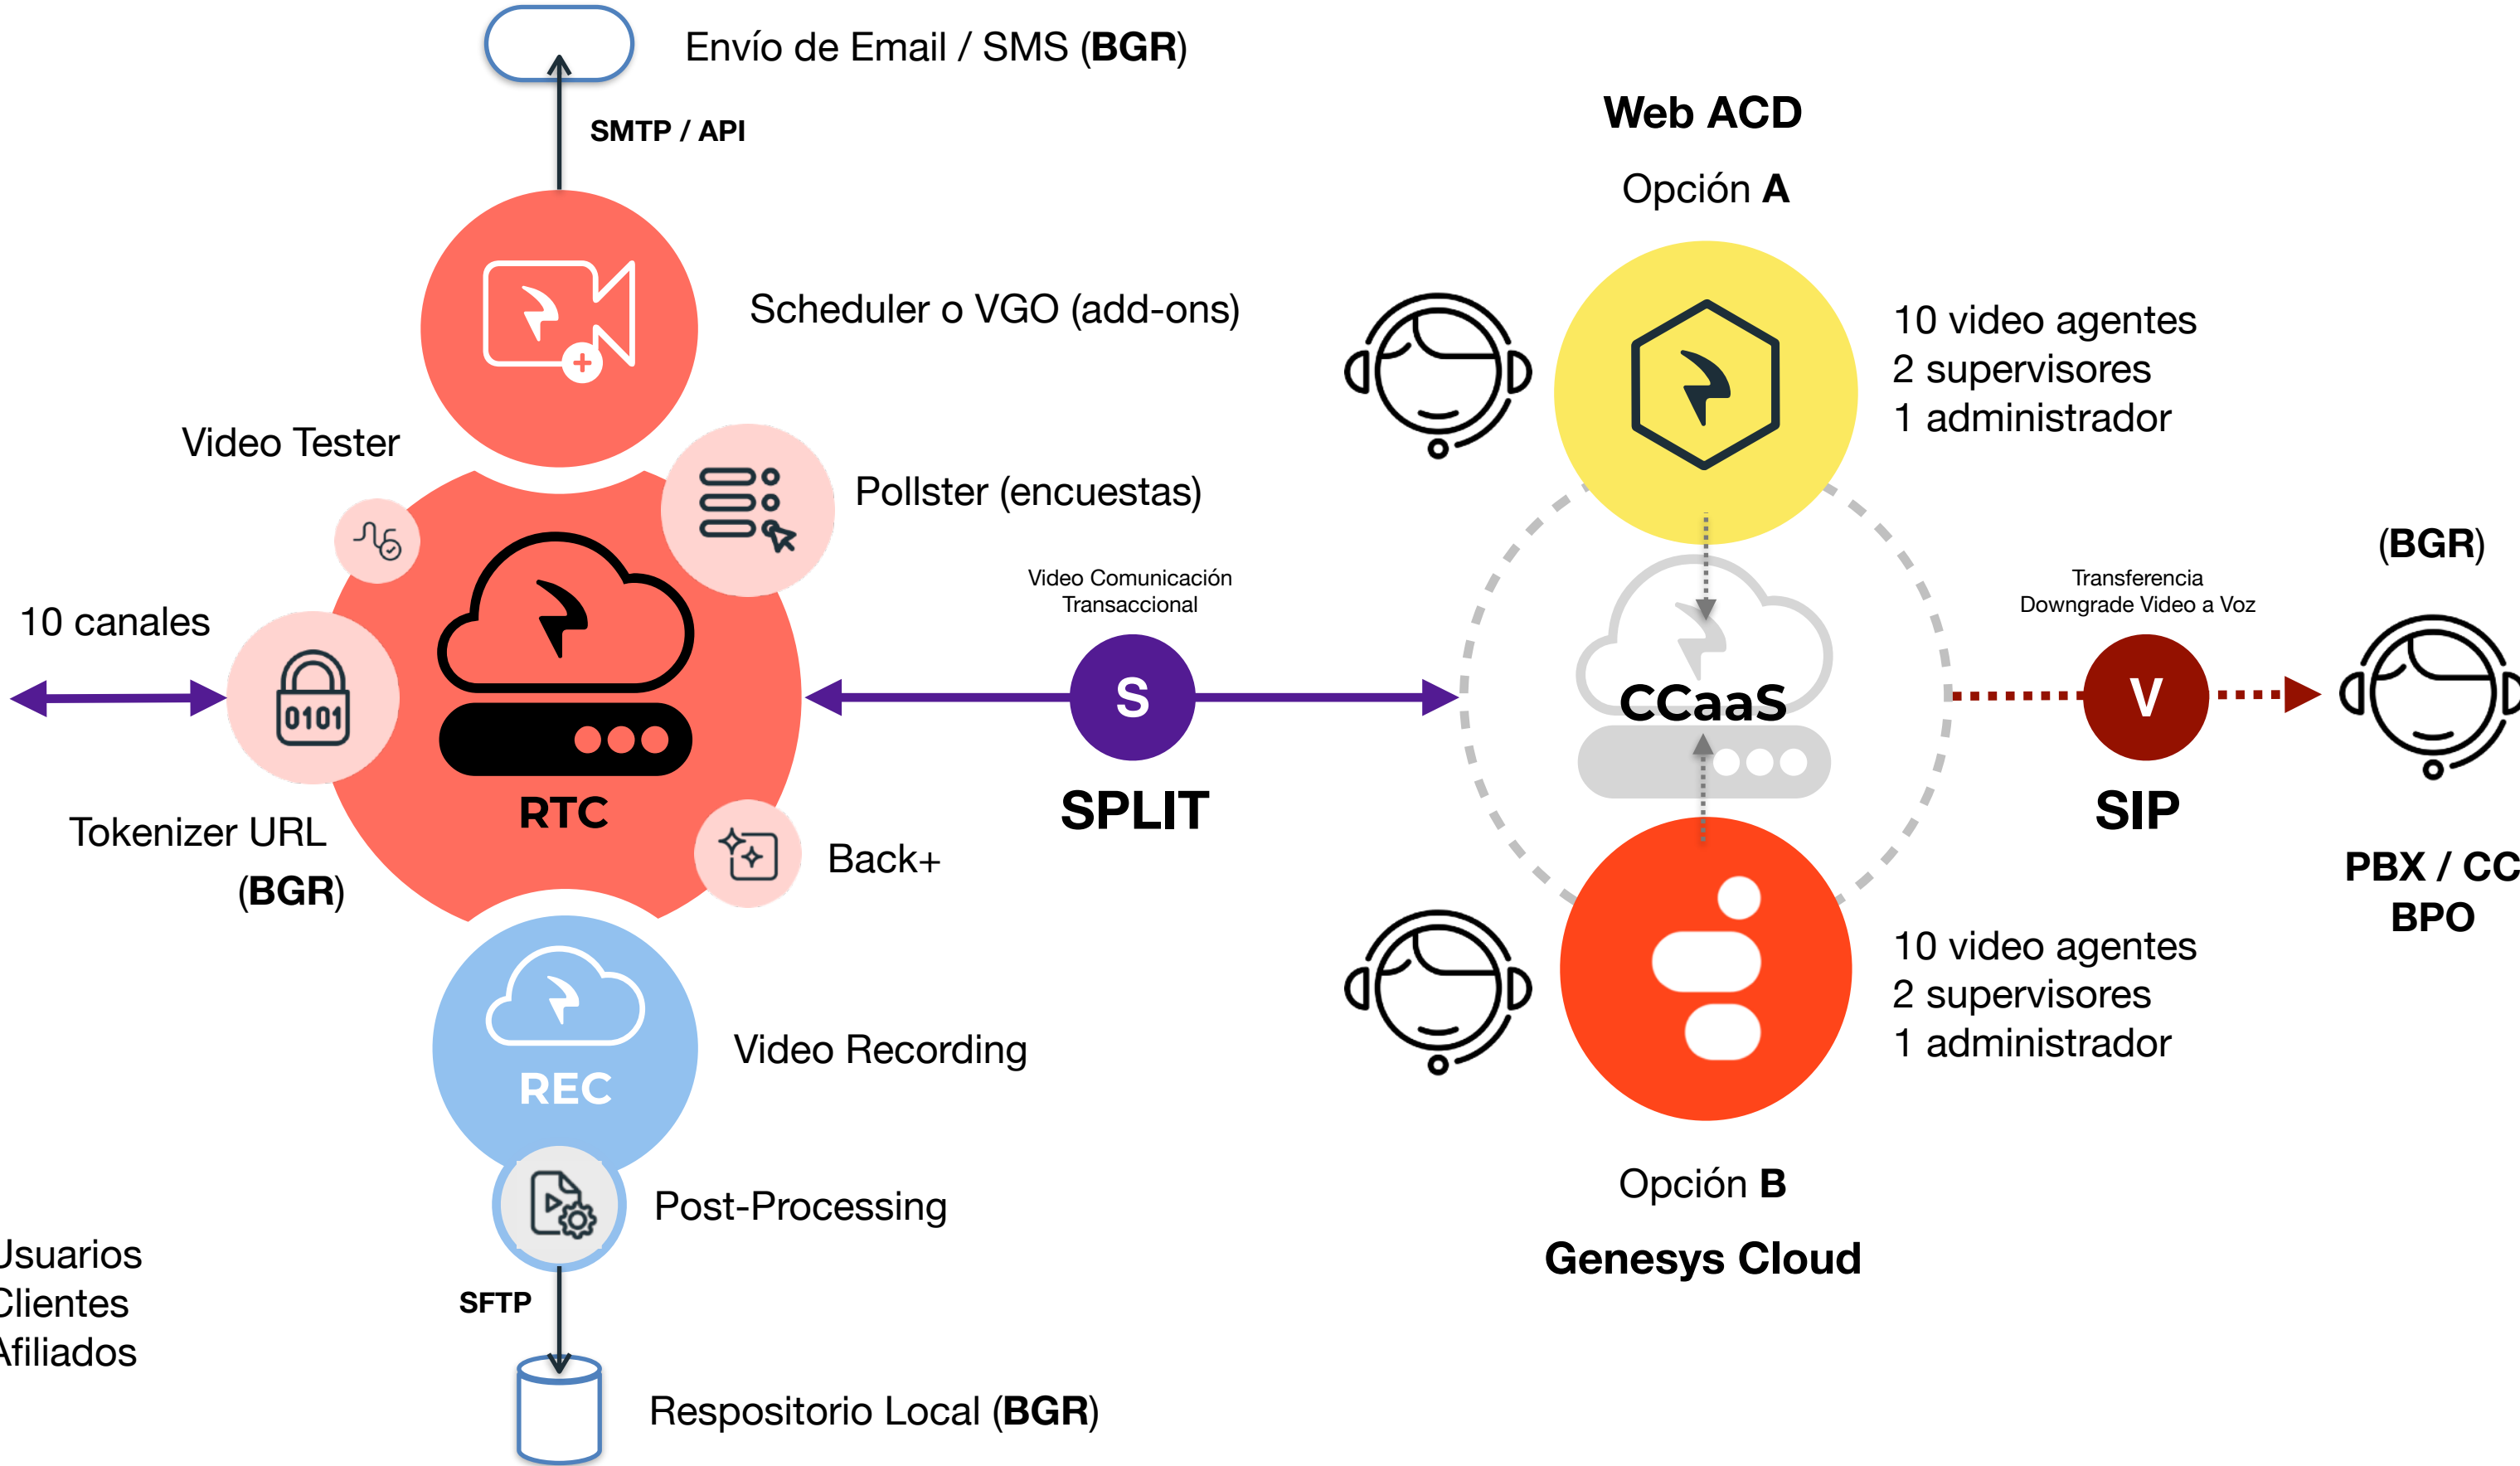 Envío de Email / SMS (BGR)
SMTP / API
Scheduler o VGO (add-ons)
Video Tester
Pollster (encuestas)
10 canales
0101
Tokenizer URL
(BGR)
RTC
Back+
REC
Video Recording
Post-Processing
SFTP
Respositorio Local (BGR)
Usuarios
Clientes
Afiliados
Video Comunicación
Transaccional
S
SPLIT
Web ACD
Opción A
10 video agentes
2 supervisores
1 administrador
CCaaS
10 video agentes
2 supervisores
1 administrador
Opción B
Genesys Cloud
Transferencia
Downgrade Video a Voz
V
SIP
(BGR)
PBX / CC
BPO